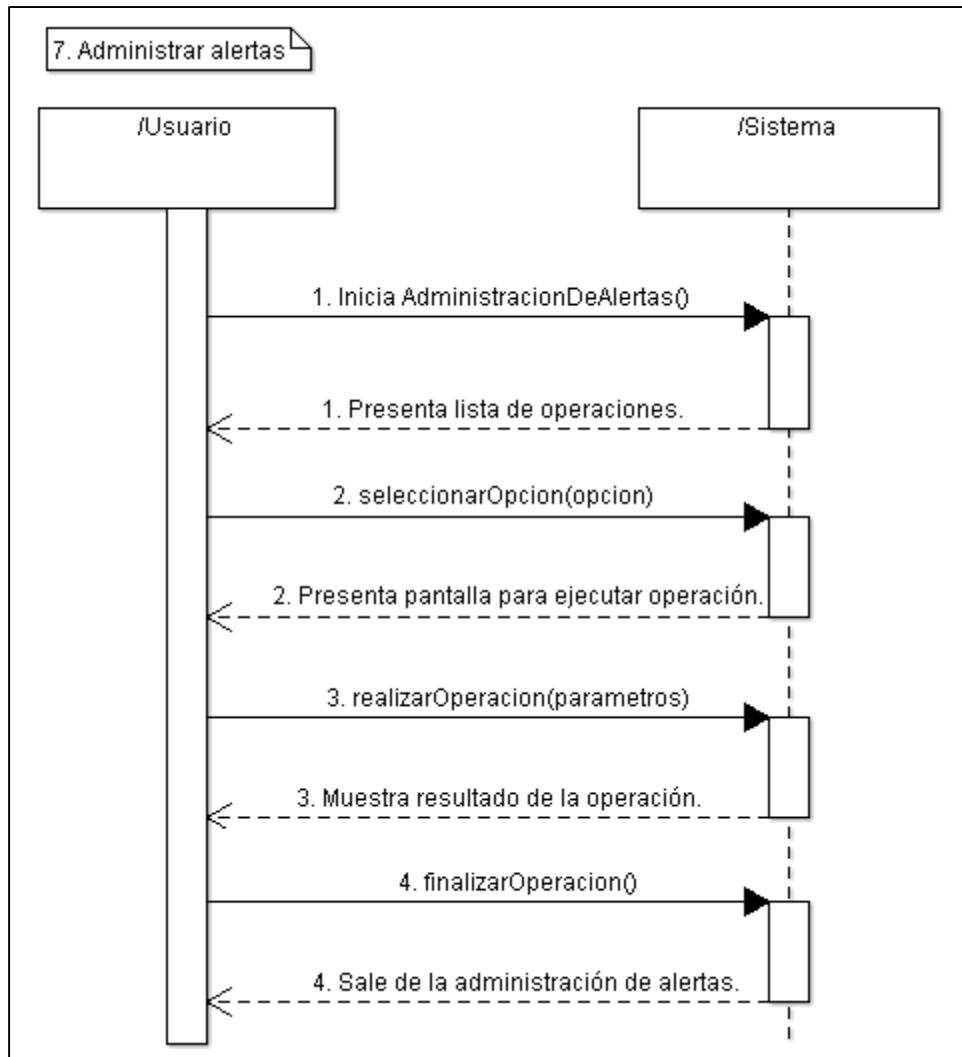 7. Administrar alertas
/Usuario
/Sistema
1. Inicia AdministracionDeAlertas()
1. Presenta lista de operaciones.
2. seleccionarOpcion(opcion)
2. Presenta pantalla para ejecutar operación.
3. realizarOperacion(parametros)
3. Muestra resultado de la operación.
4. finalizarOperacion()
4. Sale de la administración de alertas.